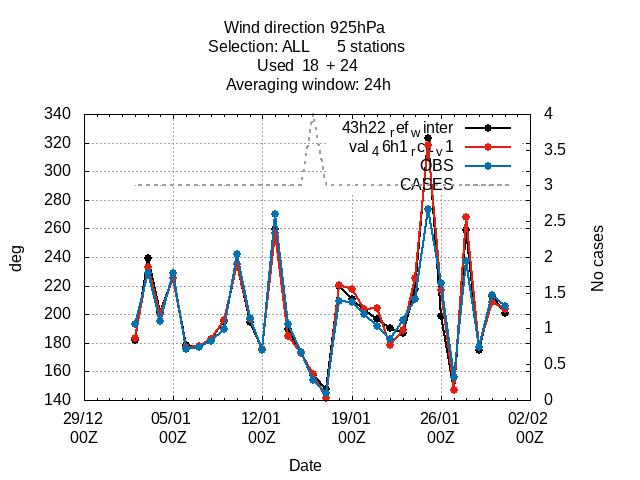 Wind direction 925hPa
Selection: ALL 5 stations
Used 18 + 24
Averaging window: 24h
43h22 refwinter
OBS
CASES
deg
No cases
340
320
300
280
260
240
220
200
180
160
140
4
3.5
3
2.5
2
1.5
1
0.5
0
29/12 05/01 12/01 19/01 26/01 02/02
00Z 00Z 00Z 00Z 00Z 00Z
Date